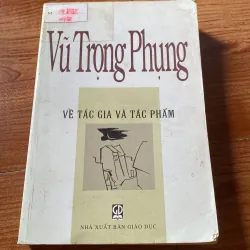 Vũ Trọng Phụng
VỀ TÁC GIA VÀ TÁC PHẨM
NHÀ XUẤT BẢN GIÁO DỤC